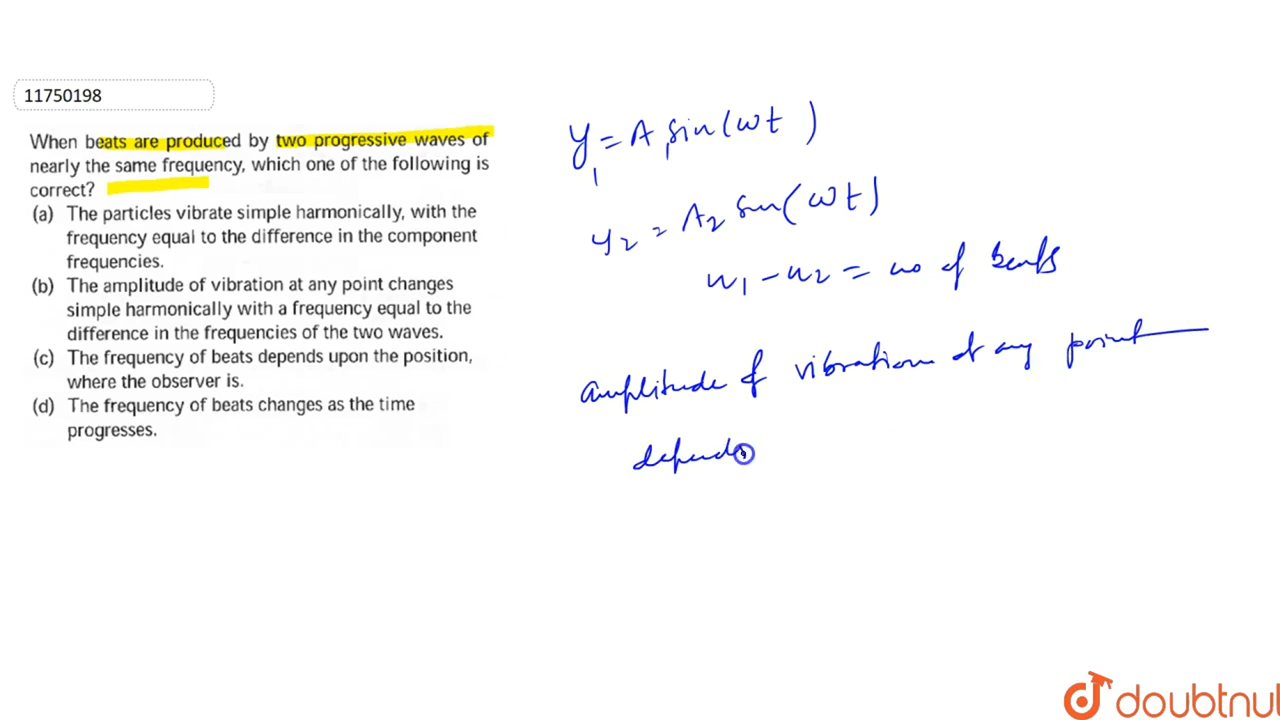 11750198
When beats are produced by two progressive waves of
nearly the same frequency, which one of the following is
correct?
(a) The particles vibrate simple harmonically, with the
frequency equal to the difference in the component
frequencies.
(b) The amplitude of vibration at any point changes
simple harmonically with a frequency equal to the
difference in the frequencies of the two waves.
(c) The frequency of beats depends upon the position,
where the observer is.
(d) The frequency of beats changes as the time
progresses.
y₁ = A₁ sin(ωt)
y₂ = A₂ sin(ωt)
n₁ - n₂ = no of beats
amplitude of vibration at any point
depends
doubtnut